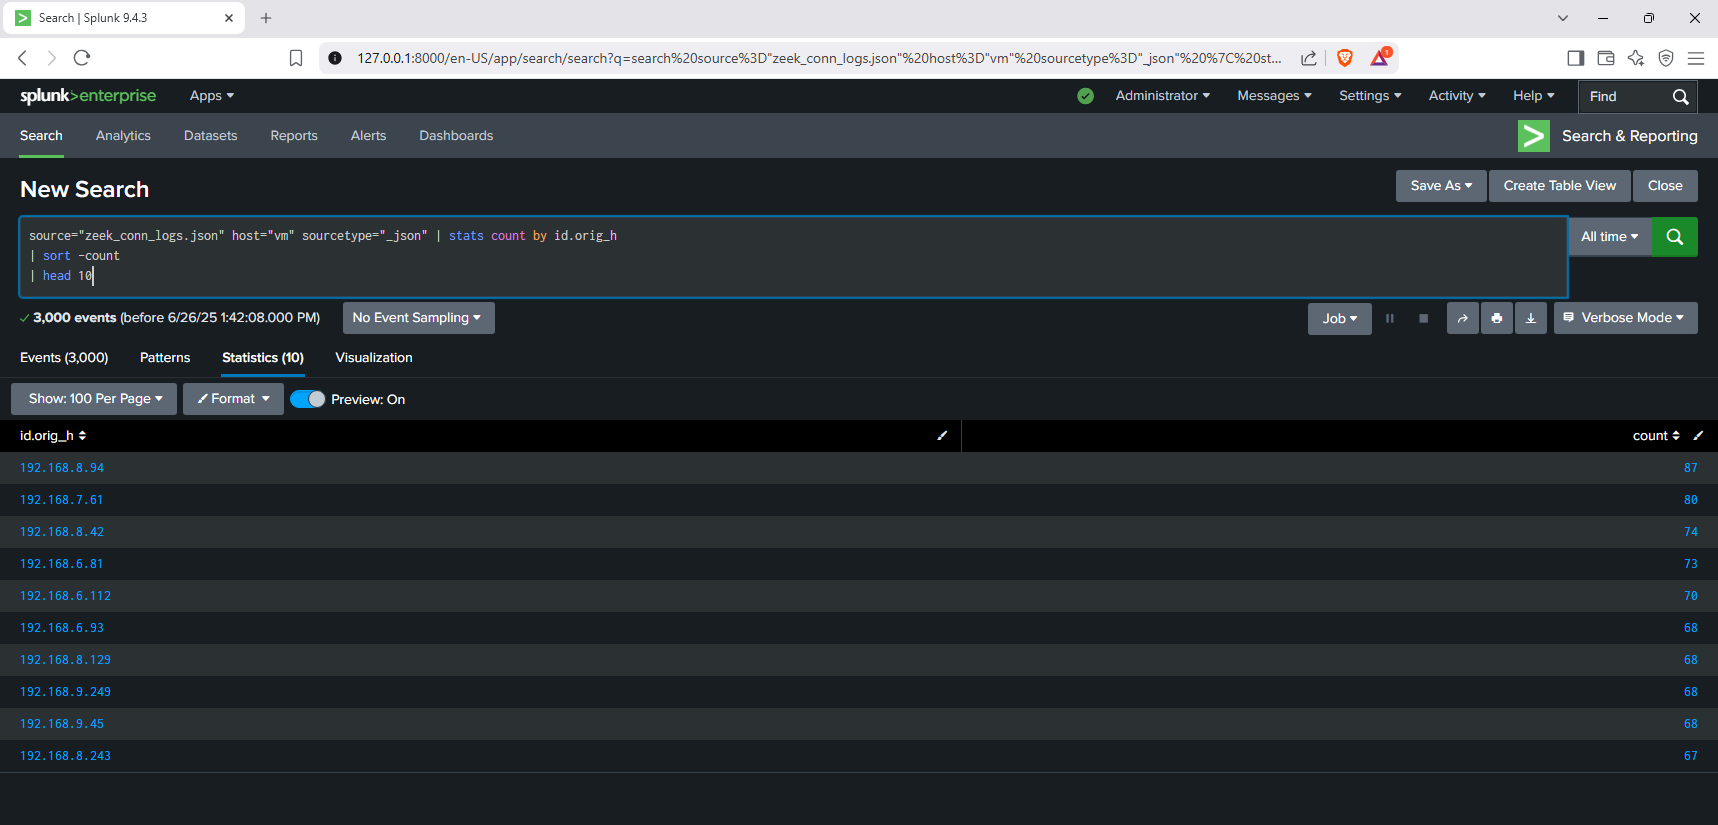 Search | Splunk 9.4.3
127.0.0.1:8000/en-US/app/search/search?q=search%20source%3D"zeek_conn_logs.json"%20host%3D"vm"%20sourcetype%3D"_json"%20%7C%20st...
1
splunk>enterprise Apps Administrator Messages Settings Activity Help Find
Search Analytics Datasets Reports Alerts Dashboards Search & Reporting
New Search Save As Create Table View Close
source="zeek_conn_logs.json" host="vm" sourcetype="_json" | stats count by id.orig_h
| sort -count
| head 10
All time
3,000 events (before 6/26/25 1:42:08.000 PM) No Event Sampling Job Verbose Mode
Events (3,000) Patterns Statistics (10) Visualization
Show: 100 Per Page Format Preview: On
id.orig_h count
192.168.8.94 87
192.168.7.61 80
192.168.8.42 74
192.168.6.81 73
192.168.6.112 70
192.168.6.93 68
192.168.8.129 68
192.168.9.249 68
192.168.9.45 68
192.168.8.243 67